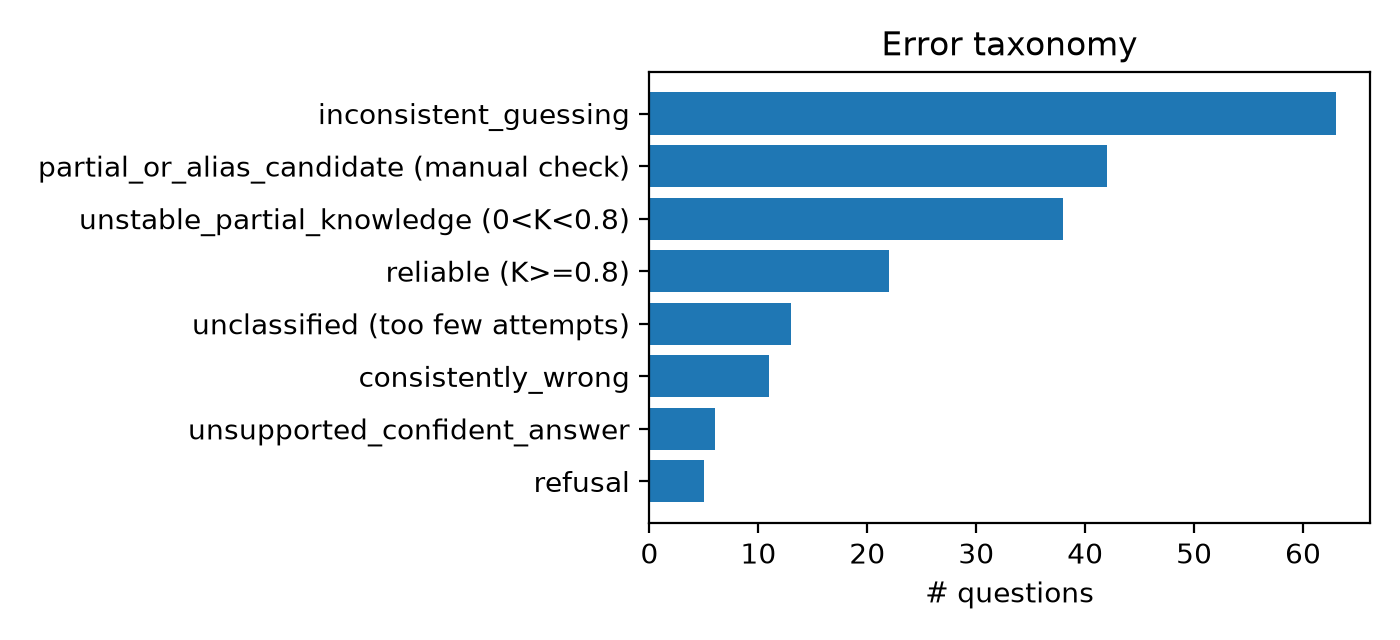 Error taxonomy
inconsistent_guessing
partial_or_alias_candidate (manual check)
unstable_partial_knowledge (0<K<0.8)
reliable (K>=0.8)
unclassified (too few attempts)
consistently_wrong
unsupported_confident_answer
refusal
0 10 20 30 40 50 60
# questions